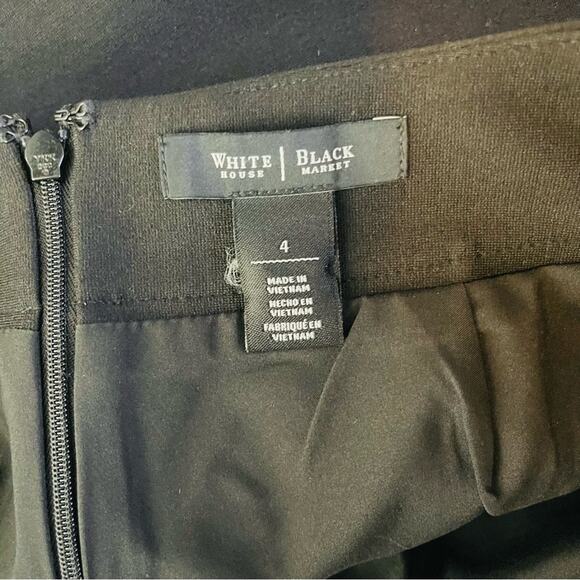 WHITE | BLACK
HOUSE MARKET
4
MADE IN
VIETNAM
HECHO EN
VIETNAM
FABRIQUÉ EN
VIETNAM